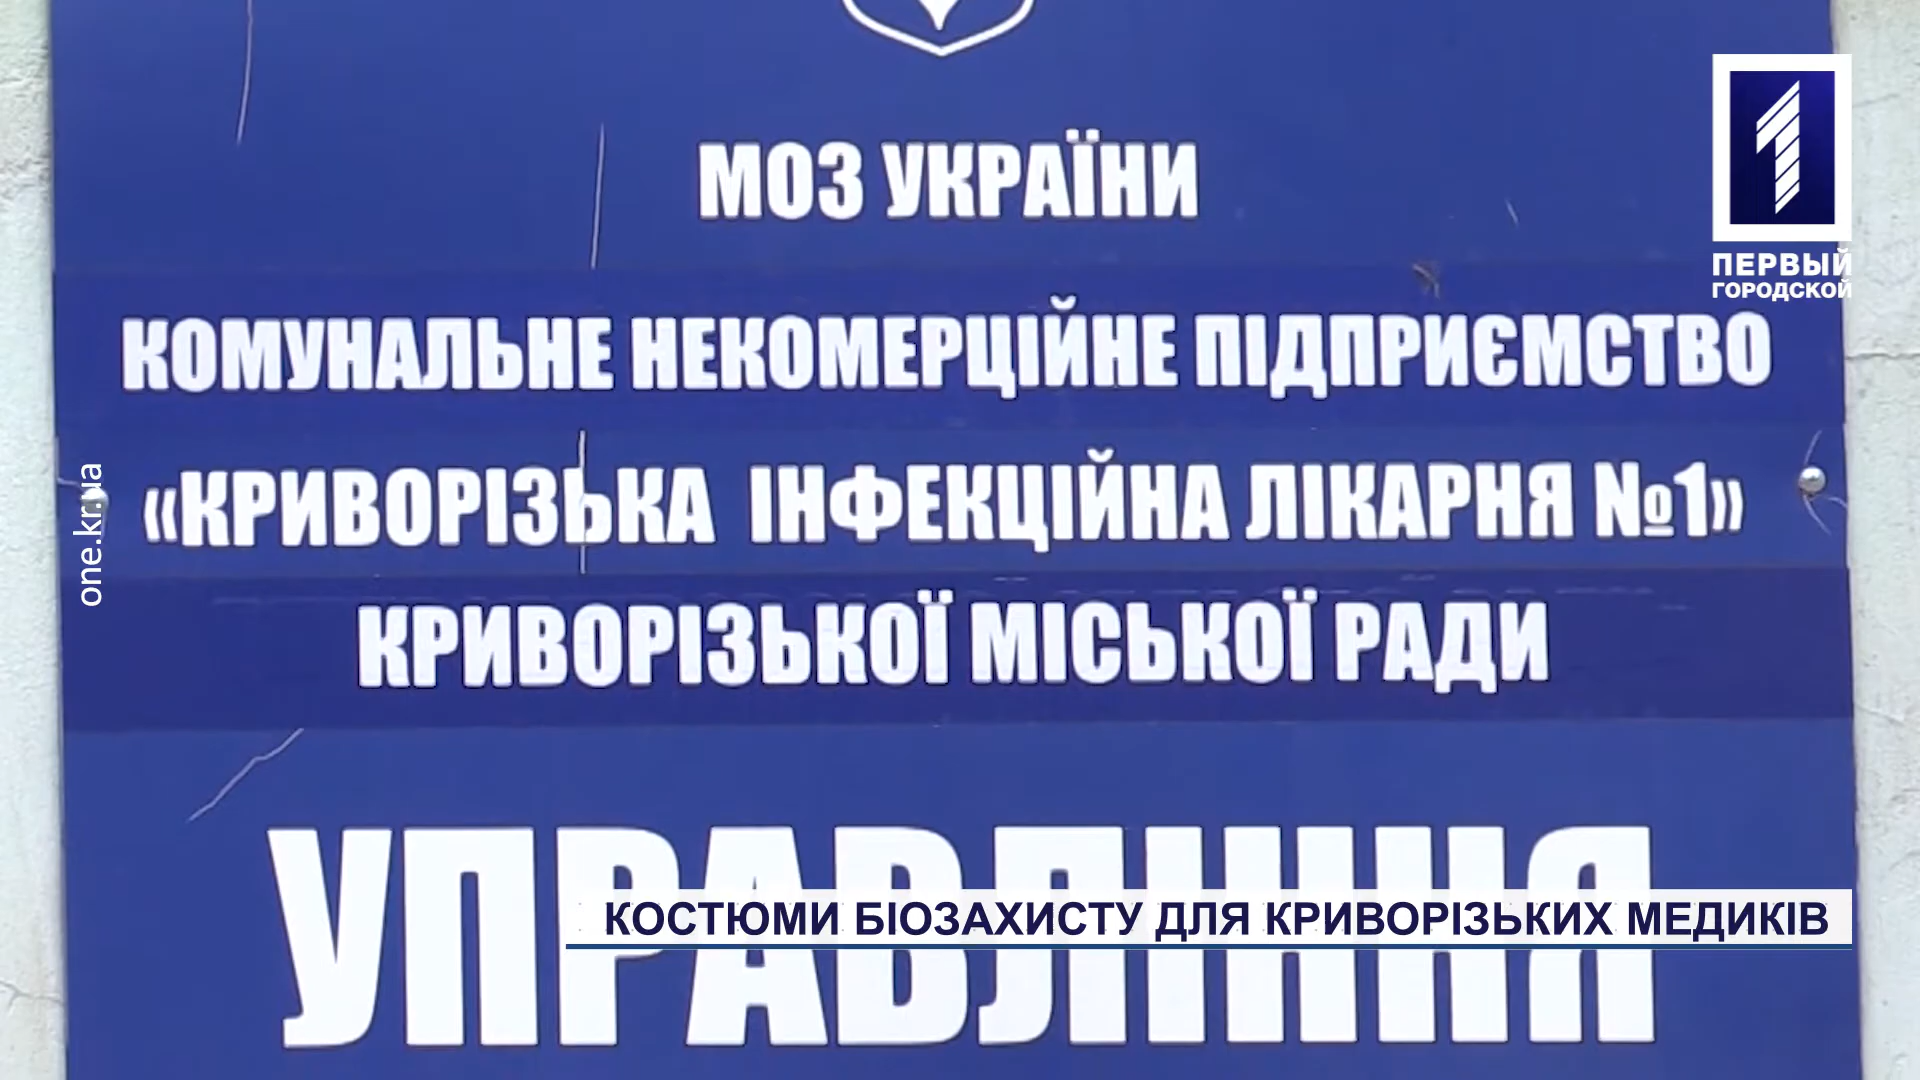 МОЗ УКРАЇНИ
КОМУНАЛЬНЕ НЕКОМЕРЦІЙНЕ ПІДПРИЄМСТВО
«КРИВОРІЗЬКА ІНФЕКЦІЙНА ЛІКАРНЯ №1»
КРИВОРІЗЬКОЇ МІСЬКОЇ РАДИ
УПРАВЛІННЯ
КОСТЮМИ БІОЗАХИСТУ ДЛЯ КРИВОРІЗЬКИХ МЕДИКІВ
1
ПЕРВЫЙ
ГОРОДСКОЙ
one.kr.ua